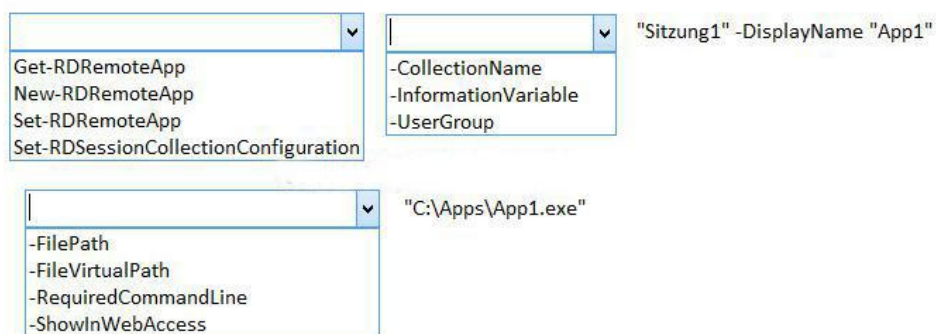 "Sitzung1" -DisplayName "App1"
Get-RDRemoteApp
New-RDRemoteApp
Set-RDRemoteApp
Set-RDSessionCollectionConfiguration
-CollectionName
-InformationVariable
-UserGroup
"C:\Apps\App1.exe"
-FilePath
-FileVirtualPath
-RequiredCommandLine
-ShowInWebAccess